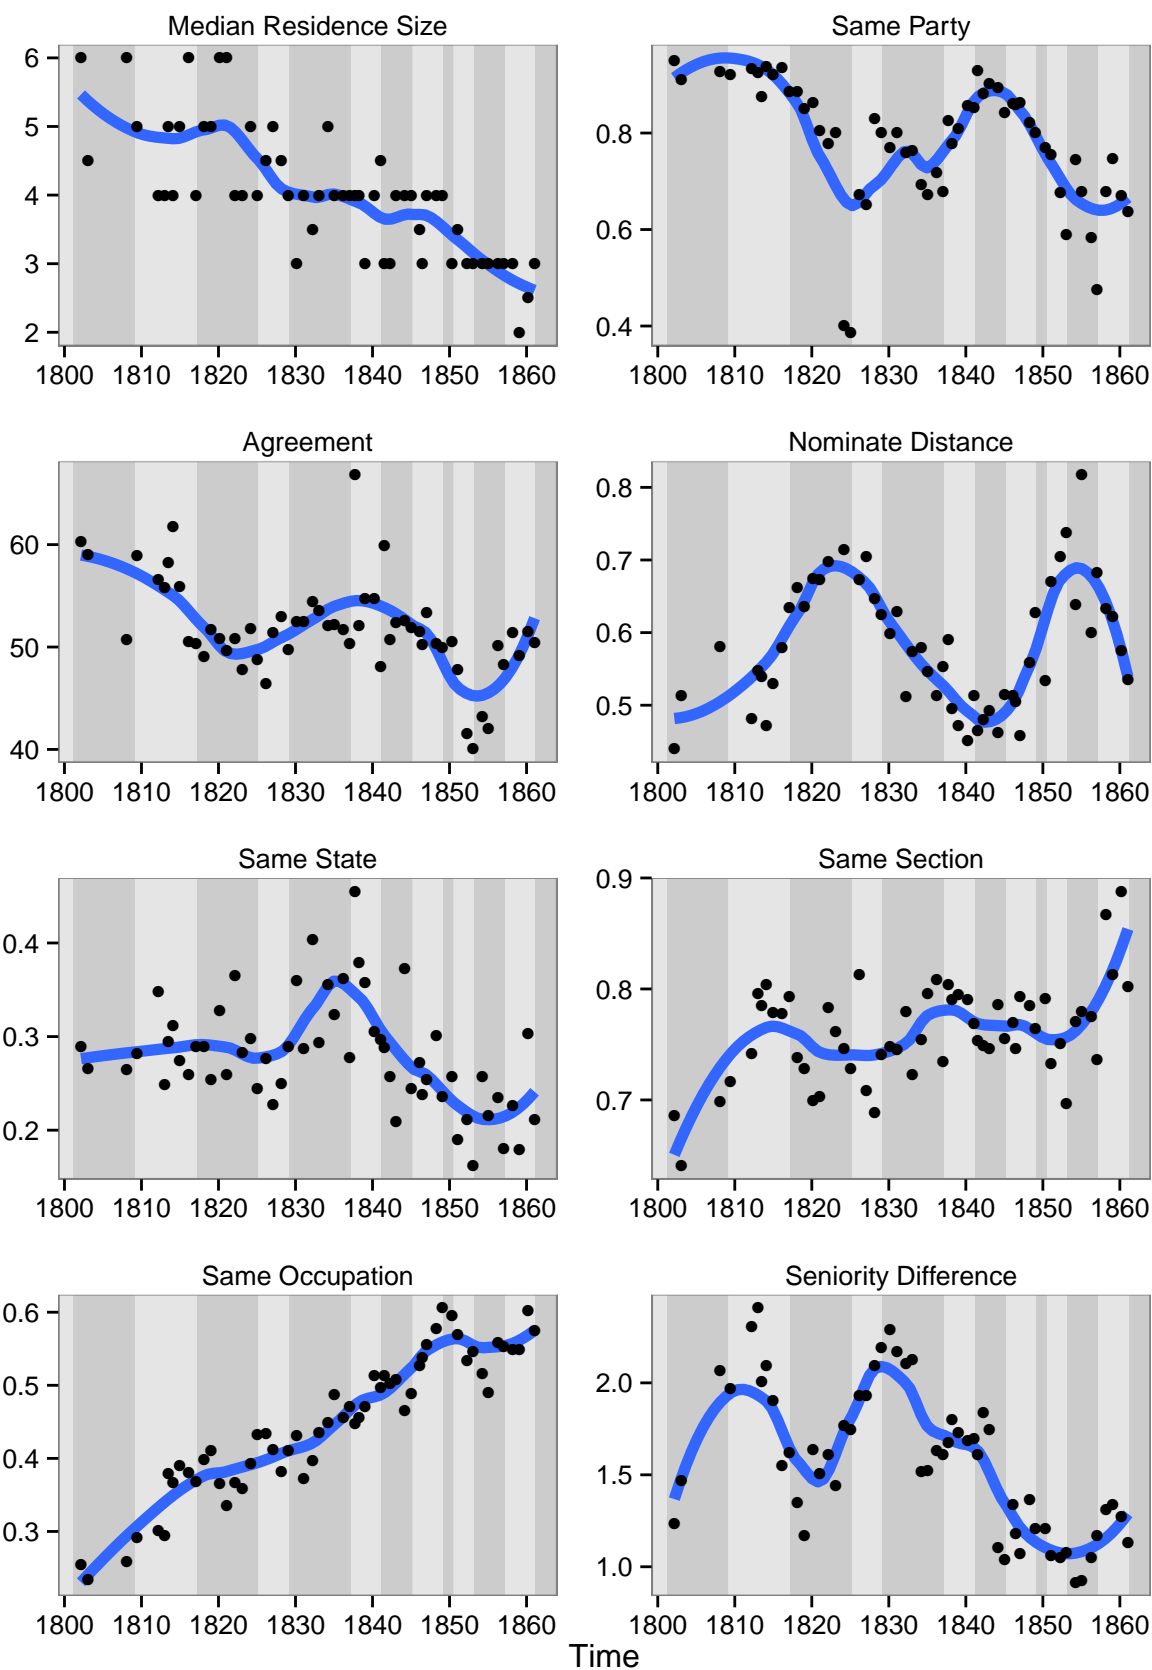 Median Residence Size
Same Party
6
5
4
3
2
0.8
0.6
0.4
1800 1810 1820 1830 1840 1850 1860
1800 1810 1820 1830 1840 1850 1860
Agreement
Nominate Distance
60
50
40
0.8
0.7
0.6
0.5
1800 1810 1820 1830 1840 1850 1860
1800 1810 1820 1830 1840 1850 1860
Same State
Same Section
0.4
0.3
0.2
0.9
0.8
0.7
1800 1810 1820 1830 1840 1850 1860
1800 1810 1820 1830 1840 1850 1860
Same Occupation
Seniority Difference
0.6
0.5
0.4
0.3
2.0
1.5
1.0
1800 1810 1820 1830 1840 1850 1860
1800 1810 1820 1830 1840 1850 1860
Time